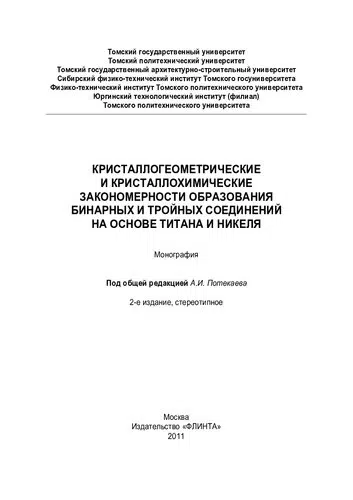 Томский государственный университет
Томский политехнический университет
Томский государственный архитектурно-строительный университет
Сибирский физико-технический институт Томского госуниверситета
Физико-технический институт Томского политехнического университета
Юргинский технологический институт (филиал)
Томского политехнического университета
КРИСТАЛЛОГЕОМЕТРИЧЕСКИЕ
И КРИСТАЛЛОХИМИЧЕСКИЕ
ЗАКОНОМЕРНОСТИ ОБРАЗОВАНИЯ
БИНАРНЫХ И ТРОЙНЫХ СОЕДИНЕНИЙ
НА ОСНОВЕ ТИТАНА И НИКЕЛЯ
Монография
Под общей редакцией А.И. Потекаева
2-е издание, стереотипное
Москва
Издательство «ФЛИНТА»
2011